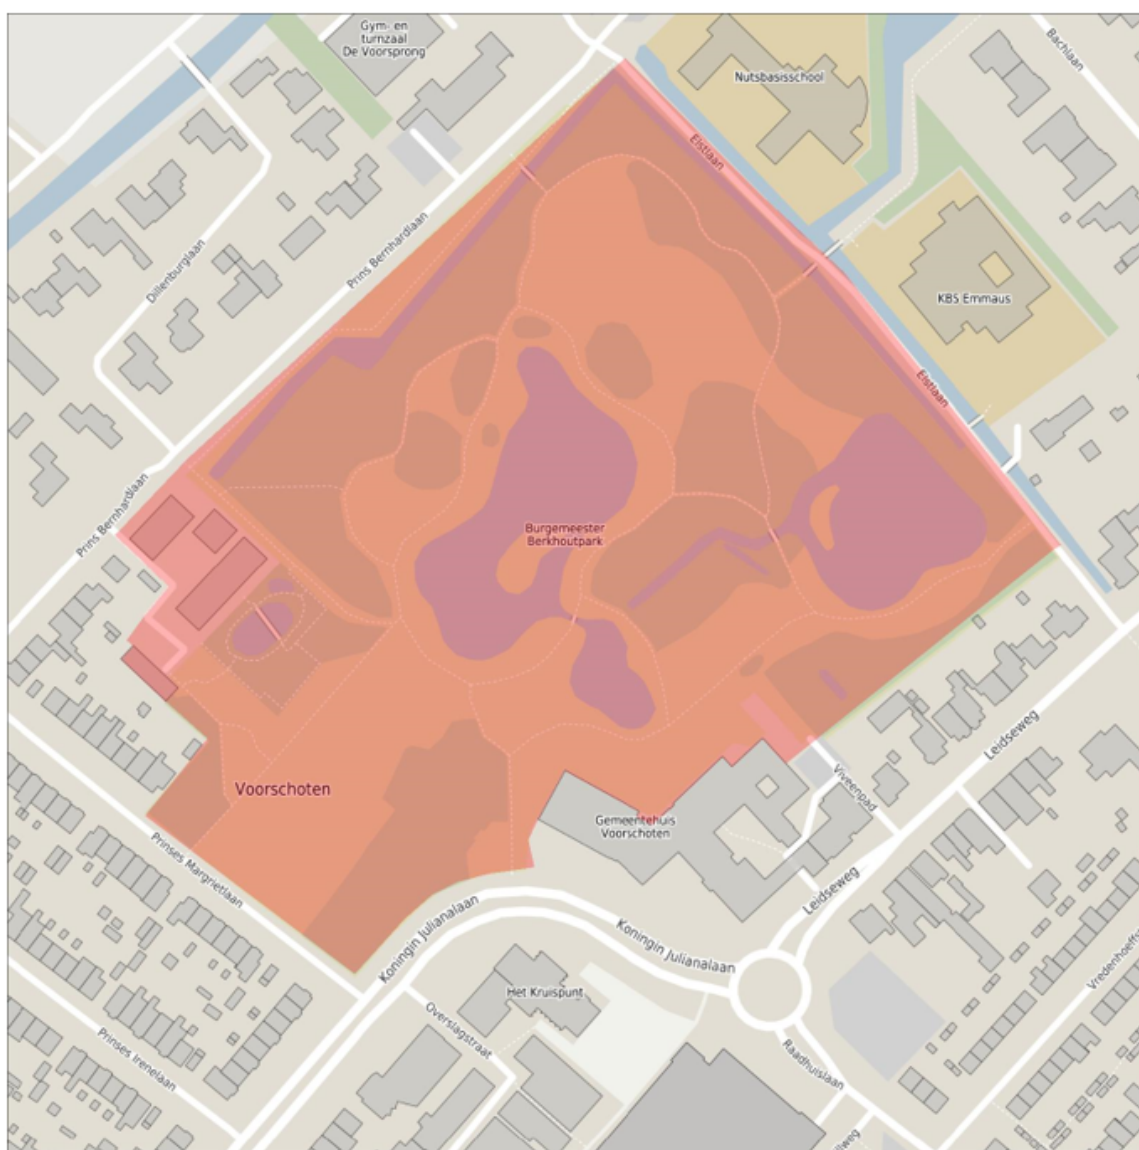 Gym- en
turnzaal
De Voorsprong
Nutsbasisschool
Bachlaan
Elstlaan
Dillenburglaan
Prins Bernhardlaan
KBS Emmaus
Elstlaan
Prins Bernhardlaan
Burgemeester
Berkhoutpark
Leidseweg
Voorschoten
Viveenpad
Gemeentehuis
Voorschoten
Prinses Margrietlaan
Koningin Julianalaan
Leidseweg
Koningin Julianalaan
Vredenhoeffs
Het Kruispunt
Overslagstraat
Prinses Irenelaan
Raadhuislaan